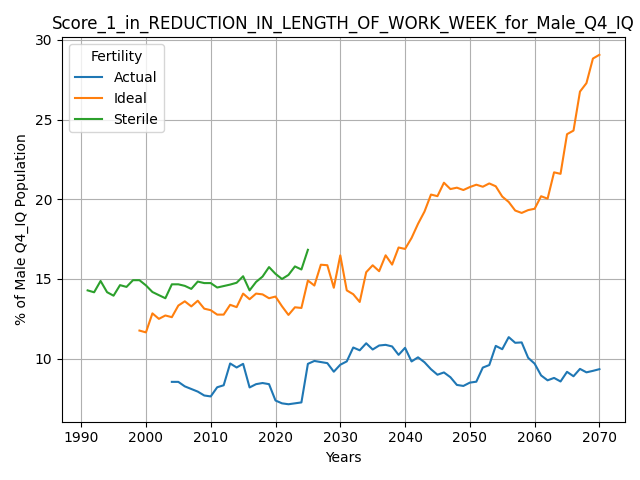 Score_1_in_REDUCTION_IN_LENGTH_OF_WORK_WEEK_for_Male_Q4_IQ
Fertility
Actual
Ideal
Sterile
% of Male Q4_IQ Population
30
25
20
15
10
1990 2000 2010 2020 2030 2040 2050 2060 2070
Years